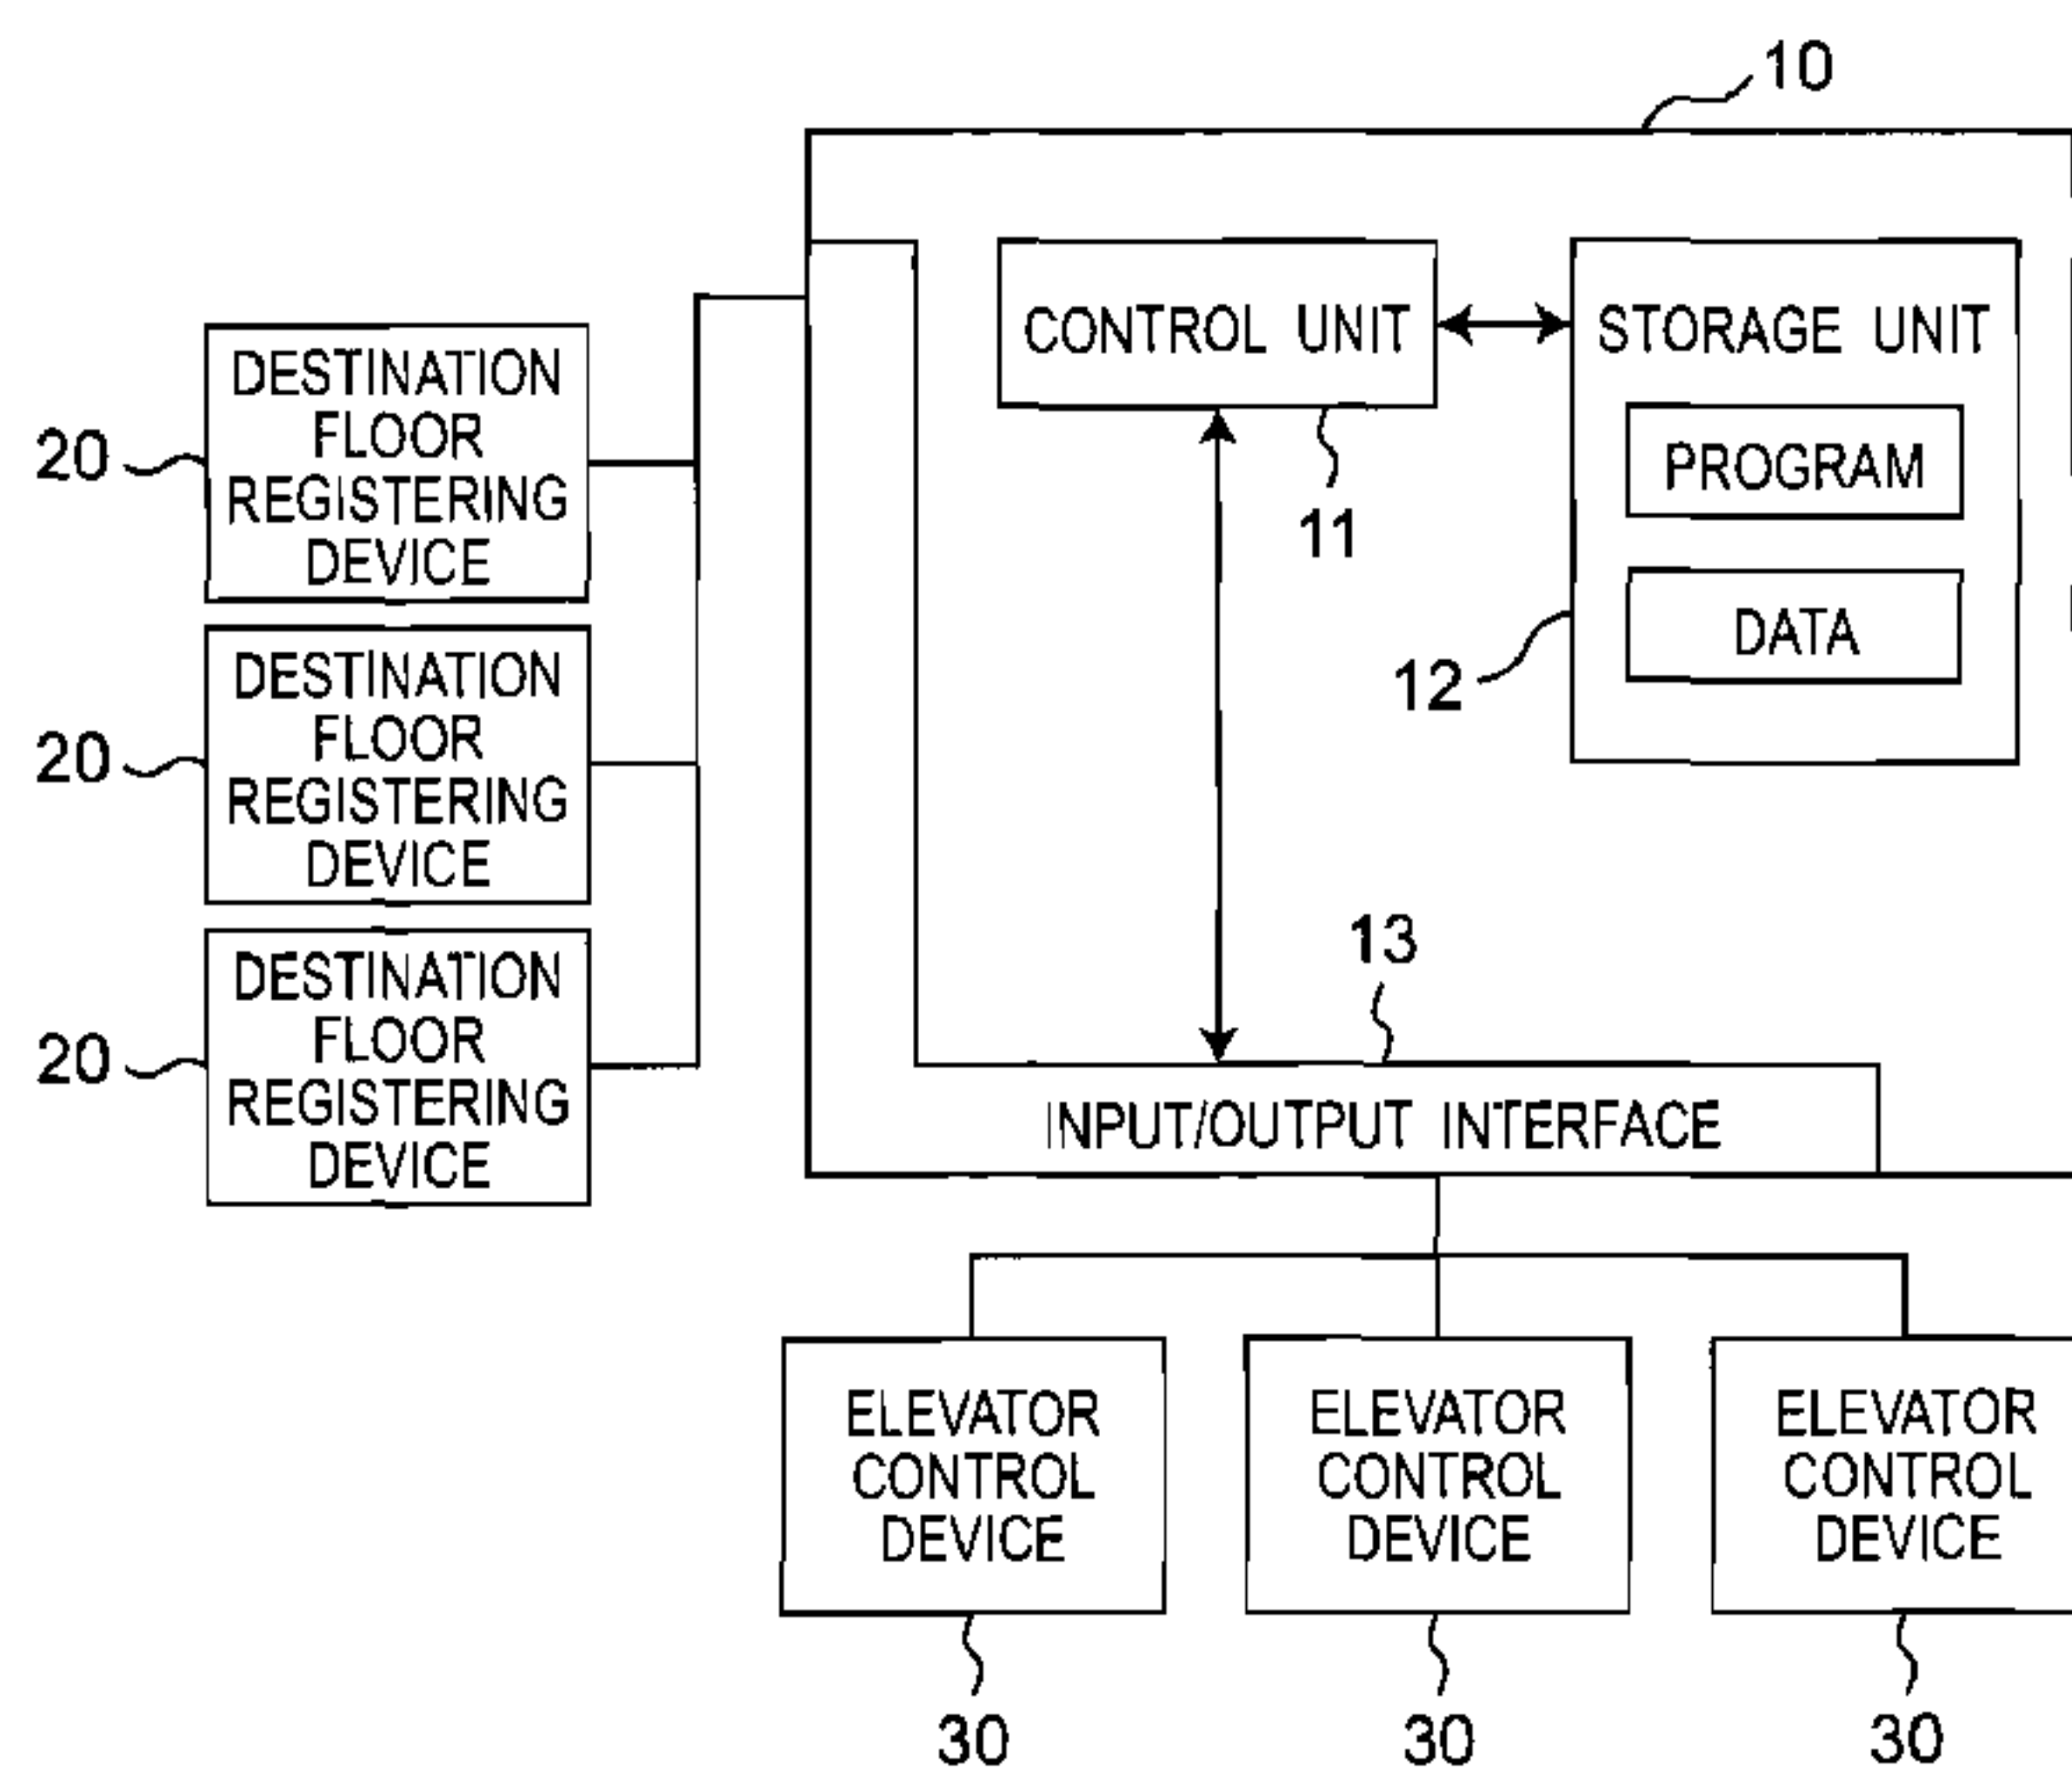 10
CONTROL UNIT
11
STORAGE UNIT
PROGRAM
DATA
12
DESTINATION
FLOOR
REGISTERING
DEVICE
20
DESTINATION
FLOOR
REGISTERING
DEVICE
20
DESTINATION
FLOOR
REGISTERING
DEVICE
20
13
INPUT/OUTPUT INTERFACE
ELEVATOR
CONTROL
DEVICE
30
ELEVATOR
CONTROL
DEVICE
30
ELEVATOR
CONTROL
DEVICE
30